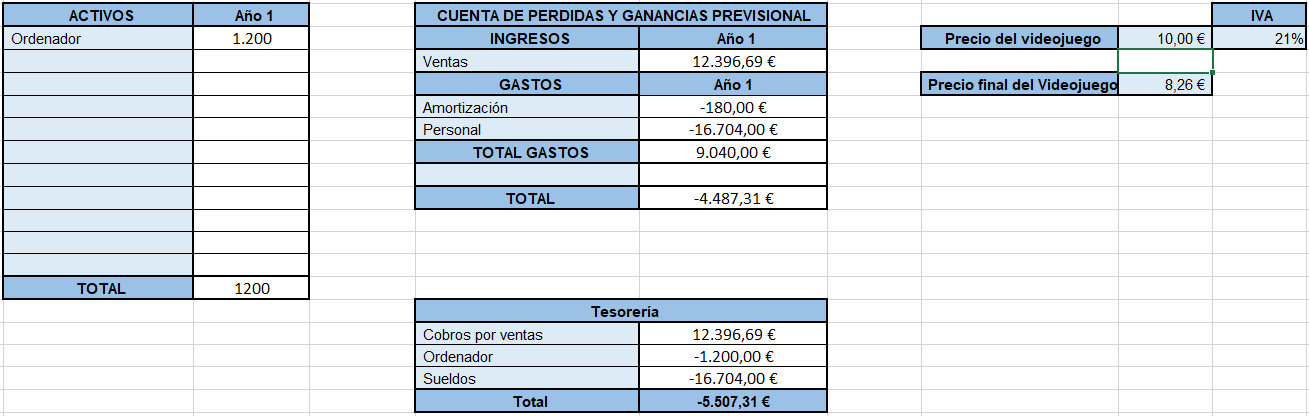 ACTIVOS Año 1
Ordenador 1.200
TOTAL 1200
CUENTA DE PERDIDAS Y GANANCIAS PREVISIONAL
INGRESOS Año 1
Ventas 12.396,69 €
GASTOS Año 1
Amortización -180,00 €
Personal -16.704,00 €
TOTAL GASTOS 9.040,00 €
TOTAL -4.487,31 €
Tesorería
Cobros por ventas 12.396,69 €
Ordenador -1.200,00 €
Sueldos -16.704,00 €
Total -5.507,31 €
IVA
Precio del videojuego 10,00 € 21%
Precio final del Videojuego 8,26 €